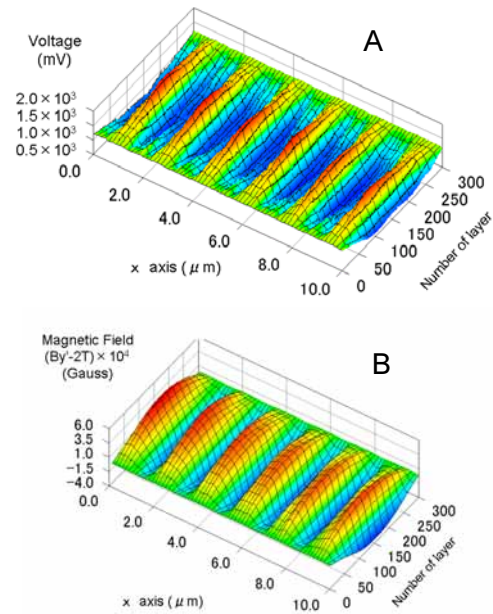 A
Voltage
(mV)
2.0 × 10³
1.5 × 10³
1.0 × 10³
0.5 × 10³
0.0
2.0
4.0
6.0
8.0
10.0
x axis ( μ m)
0
50
100
150
200
250
300
Number of layer
B
Magnetic Field
(By'-2T) × 10⁴
(Gauss)
6.0
3.5
1.0
−1.5
−4.0
0.0
2.0
4.0
6.0
8.0
10.0
x axis ( μ m)
0
50
100
150
200
250
300
Number of layer